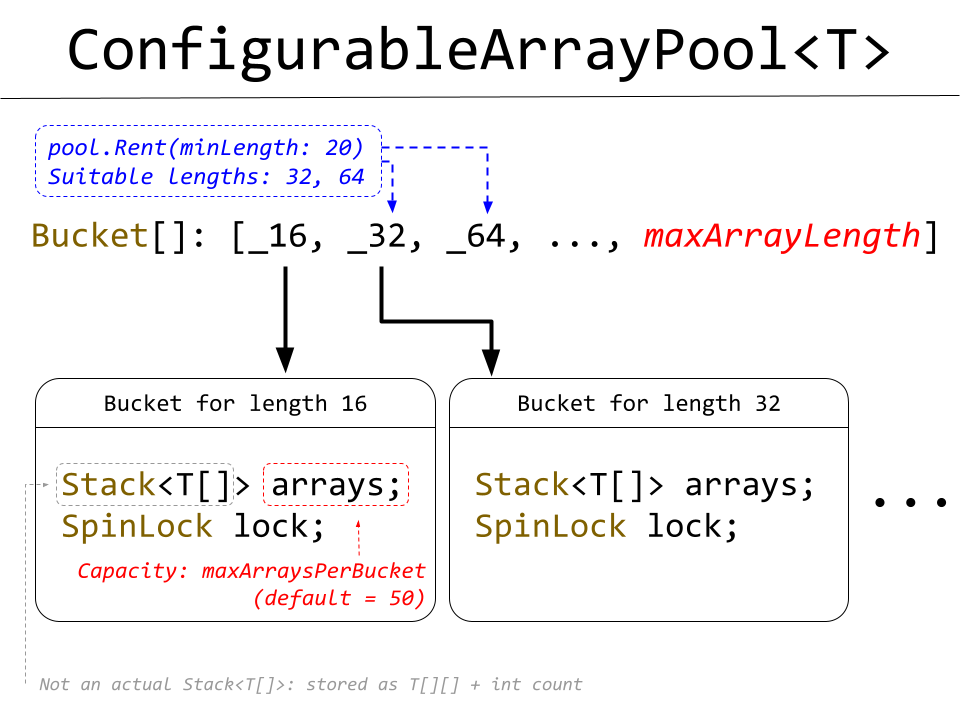 ConfigurableArrayPool<T>
pool.Rent(minLength: 20)
Suitable lengths: 32, 64
Bucket[]: [_16, _32, _64, ..., maxArrayLength]
Bucket for length 16
Stack<T[]> arrays;
SpinLock lock;
Capacity: maxArraysPerBucket
(default = 50)
Bucket for length 32
Stack<T[]> arrays;
SpinLock lock;
...
Not an actual Stack<T[]>: stored as T[][] + int count